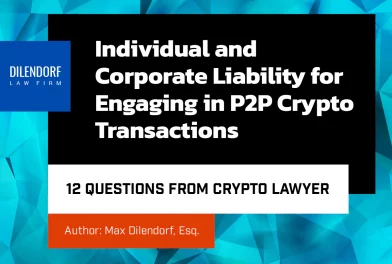 DILENDORF
LAW FIRM
Individual and
Corporate Liability for
Engaging in P2P Crypto
Transactions
12 QUESTIONS FROM CRYPTO LAWYER
Author: Max Dilendorf, Esq.